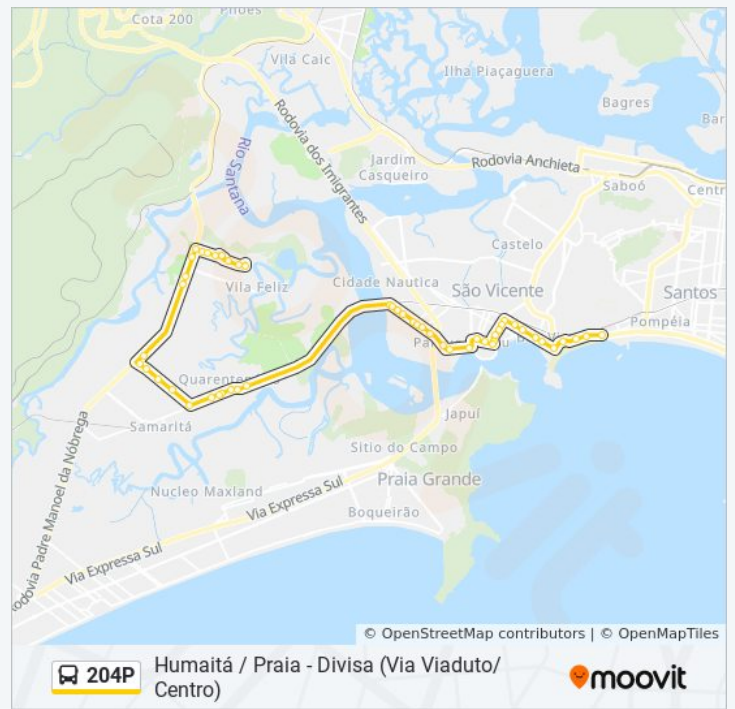 Cota 200
Vila Caic
Ilha Piaçaguera
Bagres
Rodovia dos Imigrantes
Rio Santana
Jardim
Casqueiro
Rodovia Anchieta
Saboó
Centr
Castelo
Vila Feliz
Cidade Nautica
São Vicente
Santos
Pompéia
Quarenten
Samaritá
Japuí
Sitio do Campo
Nucleo Maxland
Via Expressa Sul
Praia Grande
Boqueirão
Via Expressa Sul
Rodovia Padre Manoel da Nóbrega
© OpenStreetMap contributors | © OpenMapTiles
204P
Humaitá / Praia - Divisa (Via Viaduto/
Centro)
moovit